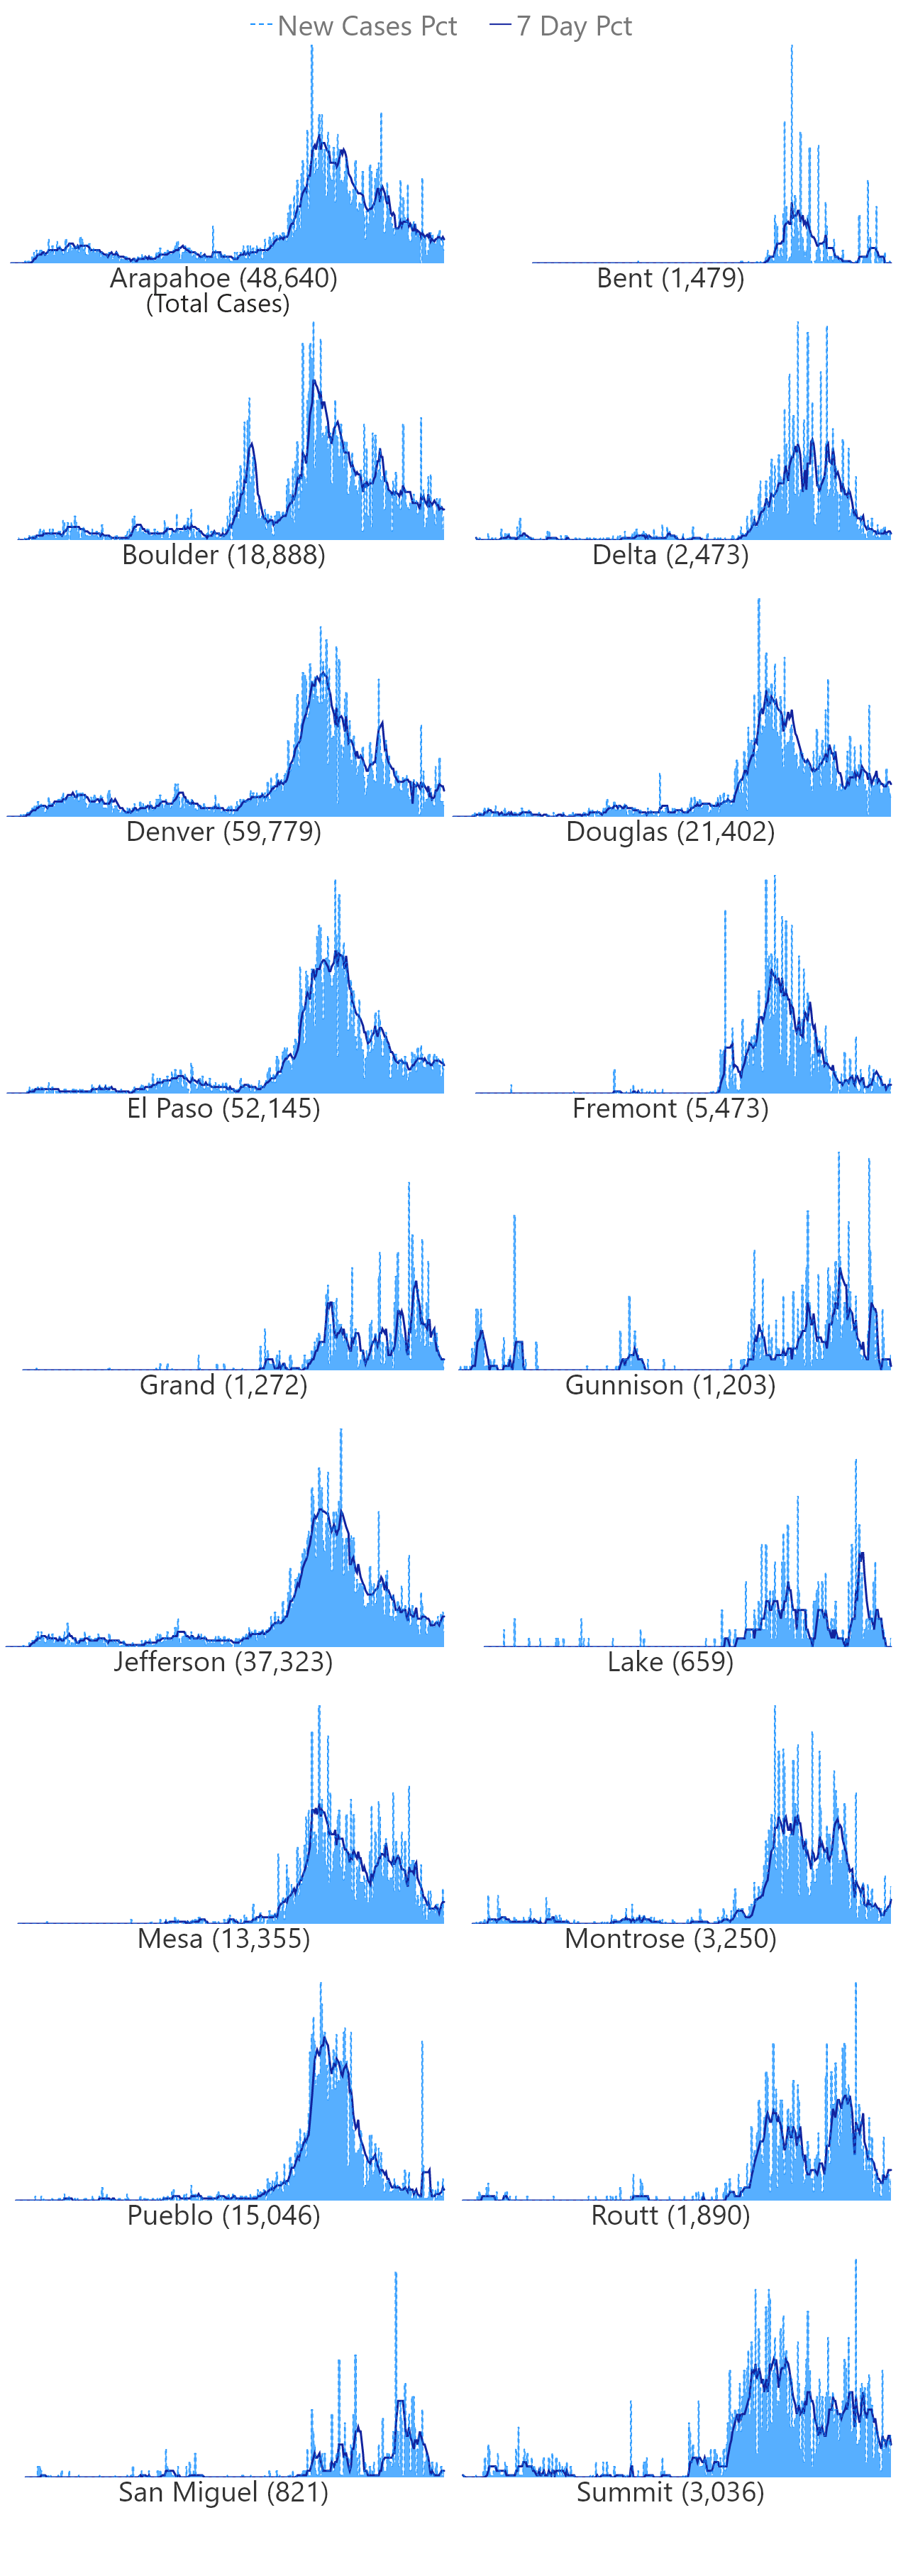 New Cases Pct 7 Day Pct
Arapahoe (48,640) Bent (1,479)
(Total Cases)
Boulder (18,888) Delta (2,473)
Denver (59,779) Douglas (21,402)
El Paso (52,145) Fremont (5,473)
Grand (1,272) Gunnison (1,203)
Jefferson (37,323) Lake (659)
Mesa (13,355) Montrose (3,250)
Pueblo (15,046) Routt (1,890)
San Miguel (821) Summit (3,036)